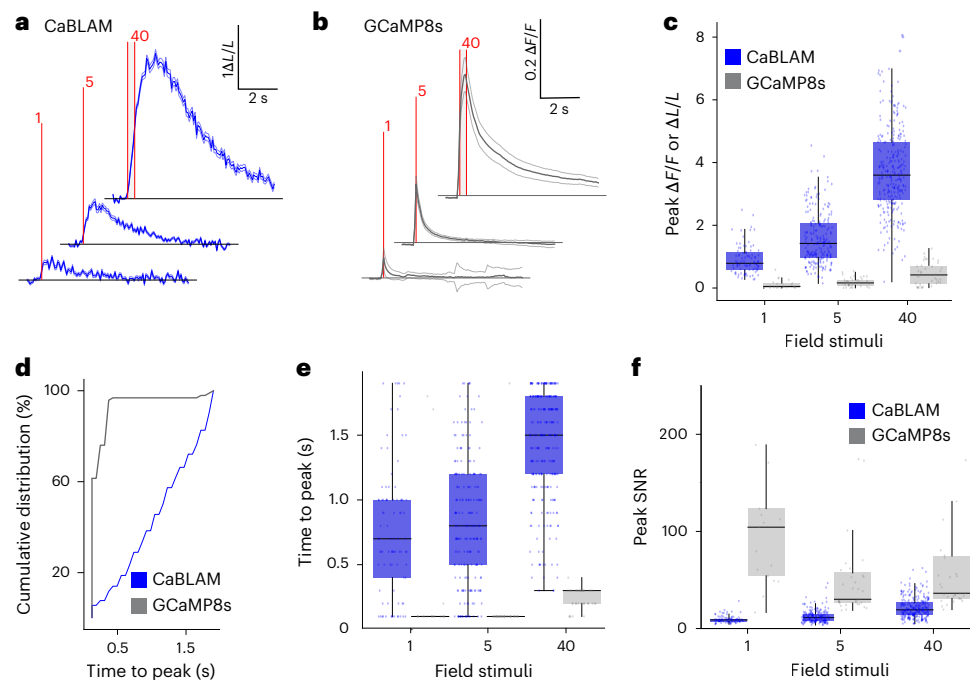 a CaBLAM
40
5
1
1ΔL/L
2 s
b GCaMP8s
40
5
1
0.2 ΔF/F
2 s
c
Peak ΔF/F or ΔL/L
8
6
4
2
0
CaBLAM
GCaMP8s
1 5 40
Field stimuli
d
Cumulative distribution (%)
100
60
20
CaBLAM
GCaMP8s
0.5 1.5
Time to peak (s)
e
Time to peak (s)
1.5
1.0
0.5
0
1 5 40
Field stimuli
f
Peak SNR
200
100
0
CaBLAM
GCaMP8s
1 5 40
Field stimuli